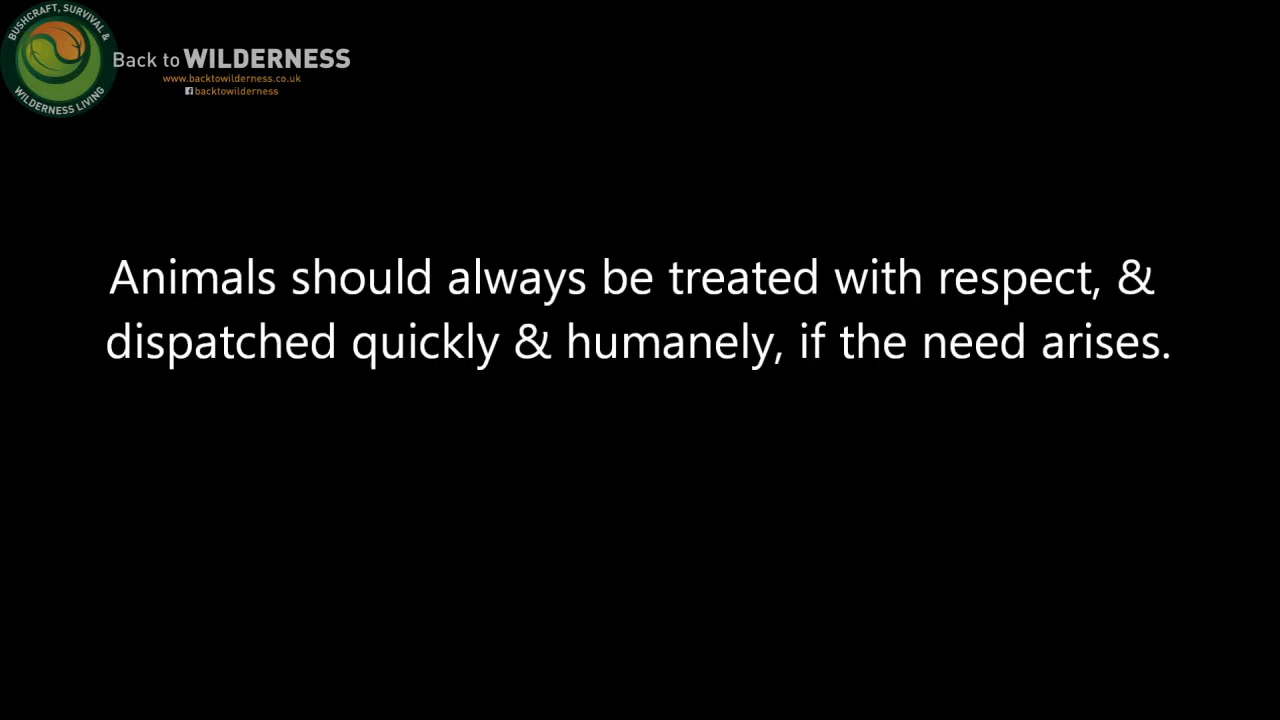 BUSHCRAFT, SURVIVAL &
WILDERNESS LIVING
Back to WILDERNESS
www.backtowilderness.co.uk
backtowilderness
Animals should always be treated with respect, &
dispatched quickly & humanely, if the need arises.